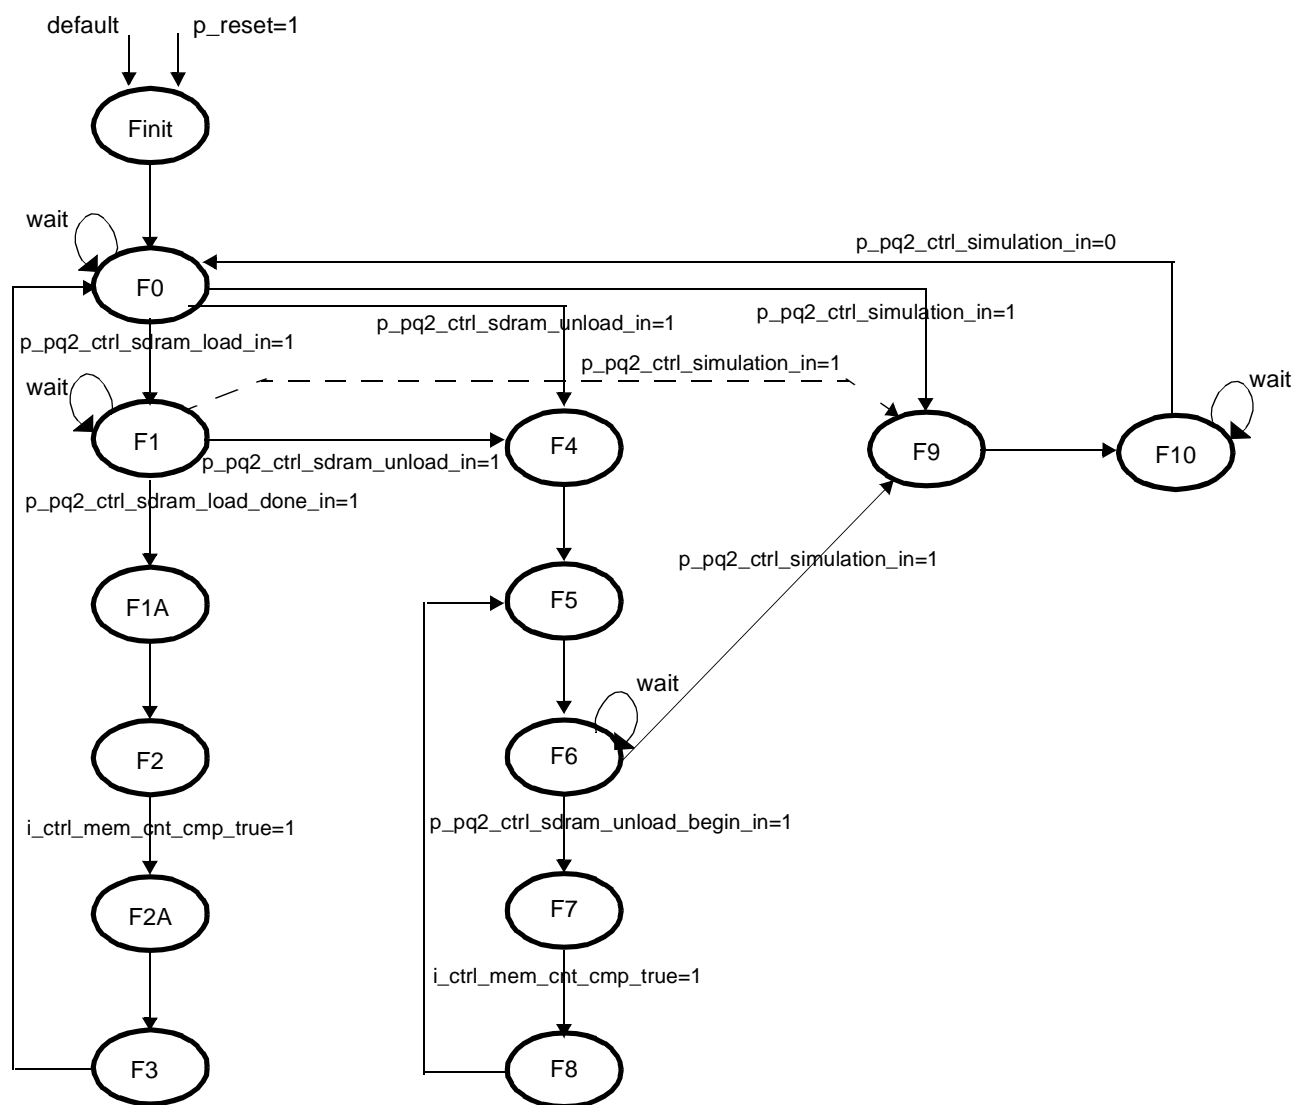 default
p_reset=1
Finit
wait
p_pq2_ctrl_simulation_in=0
F0
p_pq2_ctrl_simulation_in=1
p_pq2_ctrl_sdram_unload_in=1
p_pq2_ctrl_sdram_load_in=1
p_pq2_ctrl_simulation_in=1
wait
wait
F1
F4
F9
F10
p_pq2_ctrl_sdram_unload_in=1
p_pq2_ctrl_sdram_load_done_in=1
p_pq2_ctrl_simulation_in=1
F1A
F5
wait
F2
F6
i_ctrl_mem_cnt_cmp_true=1
p_pq2_ctrl_sdram_unload_begin_in=1
F2A
F7
i_ctrl_mem_cnt_cmp_true=1
F3
F8